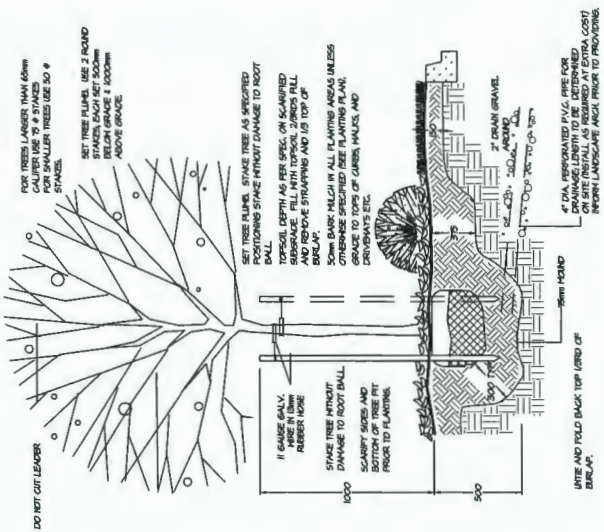 DO NOT CUT LEADER
FOR TREES LARGER THAN 65mm
CALIPER USE 75 φ STAKES
FOR SMALLER TREES USE 50 φ
STAKES.
SET TREE PLUMB. USE 2 ROUND
STAKES, EACH SET 500mm
BELOW GRADE & 1000mm
ABOVE GRADE.
SET TREE PLUMB. STAKE TREE AS SPECIFIED
POSITIONING STAKE WITHOUT DAMAGE TO ROOT
BALL
TOPSOIL DEPTH AS PER SPEC. ON SCARIFIED
SUBGRADE. FILL WITH TOPSOIL 2/3RDS FULL
AND REMOVE STRAPPING AND 1/3 TOP OF
BURLAP.
50mm BARK MULCH IN ALL PLANTING AREAS UNLESS
OTHERWISE SPECIFIED (SEE PLANTING PLAN).
GRADE TO TOPS OF CURBS, WALKS, AND
DRIVEWAYS ETC.
11 GAUGE GALV.
WIRE IN 13mm
RUBBER HOSE
STAKE TREE WITHOUT
DAMAGE TO ROOT BALL
SCARIFY SIDES AND
BOTTOM OF TREE PIT
PRIOR TO PLANTING.
1000
500
300 TYP.
375
50
2" DRAIN GRAVEL
AROUND
75mm MOUND
4" DIA. PERFORATED P.V.C. PIPE FOR
DRAINAGE. LENGTH TO BE DETERMINED
ON SITE (INSTALL AS REQUIRED AT EXTRA COST)
INFORM LANDSCAPE ARCH. PRIOR TO PROVIDING.
UNTIE AND FOLD BACK TOP 1/3RD OF
BURLAP.